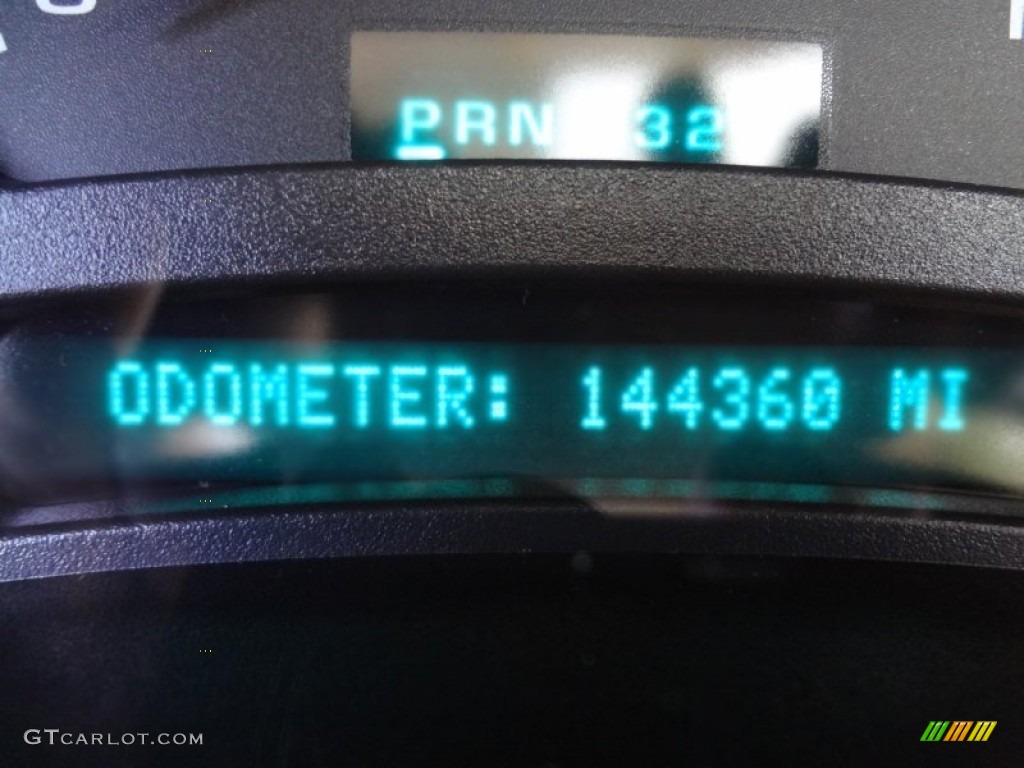 PRN 32
ODOMETER: 144360 MI
GTCARLOT.COM